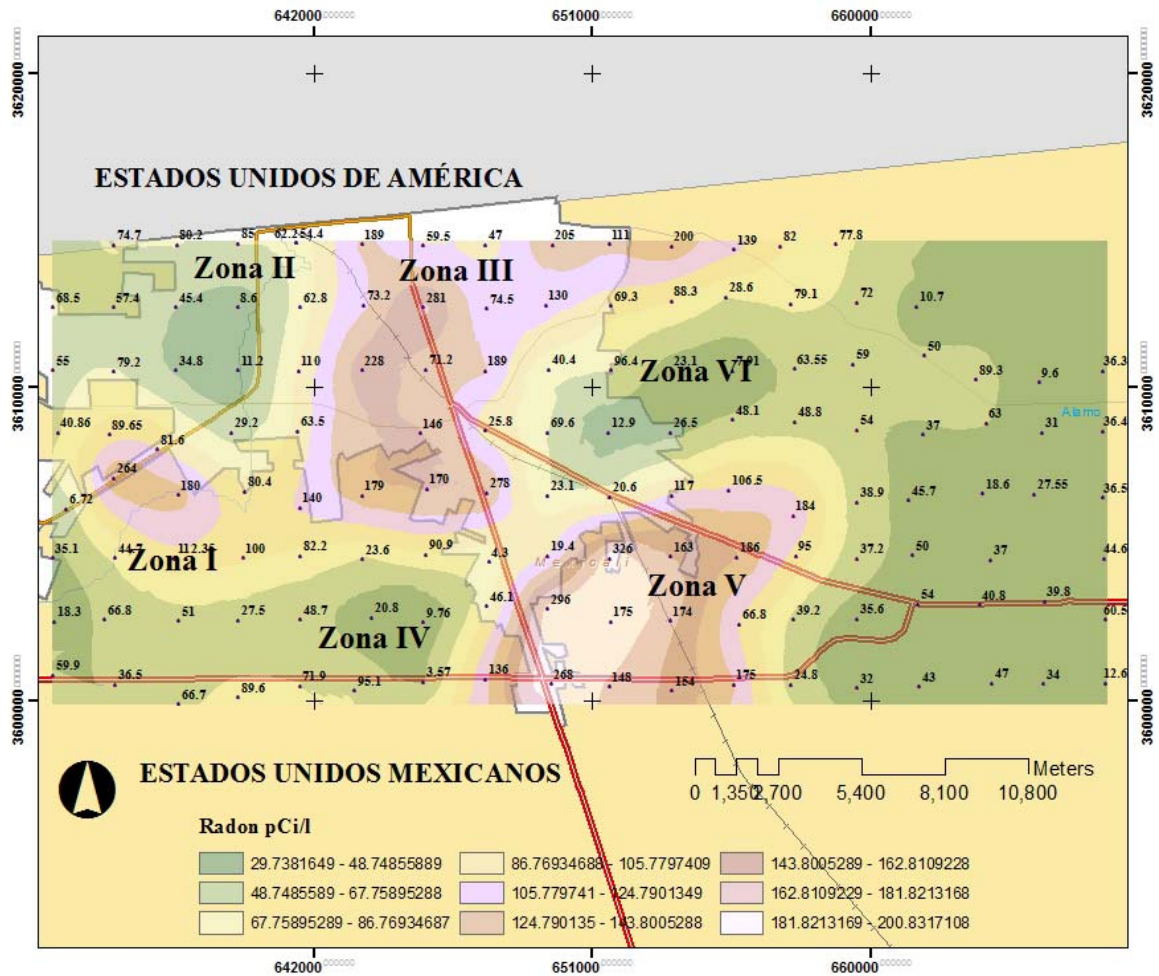 642000 651000 660000
3620000 3620000
ESTADOS UNIDOS DE AMÉRICA
74.7 80.2 85 62.2 54.4 189 59.5 47 205 111 200 139 82 77.8
Zona II Zona III
68.5 57.4 45.4 8.6 62.8 73.2 281 74.5 130 69.3 88.3 28.6 79.1 72 10.7
55 79.2 34.8 11.2 110 228 71.2 189 40.4 96.4 23.1 63.55 59 50 89.3 9.6 36.3
Zona VI
3610000 3610000
40.86 89.65 81.6 29.2 63.5 146 25.8 69.6 12.9 26.5 48.1 48.8 54 37 63 31 36.4
Alamo
264 180 80.4 140 179 170 278 23.1 20.6 117 106.5 184 38.9 45.7 18.6 27.55 36.5
6.72
35.1 112.35 100 82.2 23.6 90.9 4.3 19.4 326 163 186 95 37.2 50 37 44.6
Zona I Mexicali Zona V
18.3 66.8 51 27.5 48.7 20.8 9.76 46.1 296 175 174 66.8 39.2 35.6 54 40.8 39.8 60.5
Zona IV
59.9 36.5 66.7 89.6 71.9 95.1 3.57 136 268 148 154 175 24.8 32 43 47 34 12.6
3600000 3600000
ESTADOS UNIDOS MEXICANOS
Meters
0 1,350 2,700 5,400 8,100 10,800
Radon pCi/l
29.7381649 - 48.74855889 86.76934688 - 105.7797409 143.8005289 - 162.8109228
48.7485589 - 67.75895288 105.779741 - 124.7901349 162.8109229 - 181.8213168
67.75895289 - 86.76934687 124.790135 - 143.8005288 181.8213169 - 200.8317108
642000 651000 660000